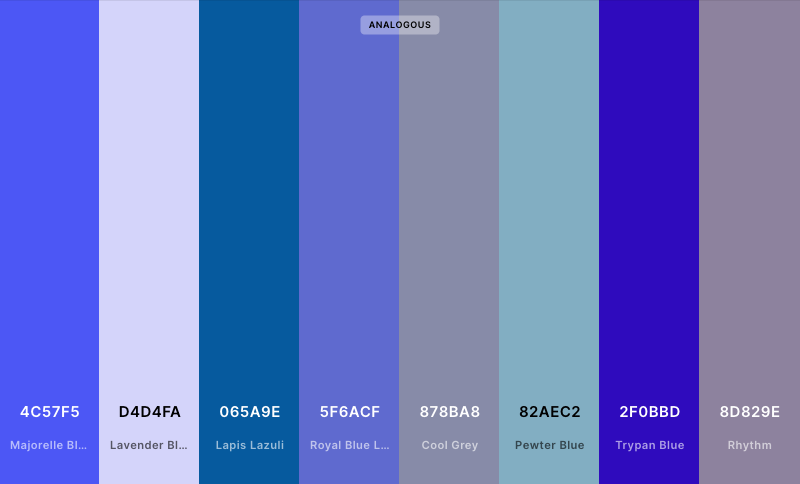 ANALOGOUS
4C57F5 D4D4FA 065A9E 5F6ACF 878BA8 82AEC2 2F0BBD 8D829E
Majorelle Bl... Lavender Bl... Lapis Lazuli Royal Blue L... Cool Grey Pewter Blue Trypan Blue Rhythm